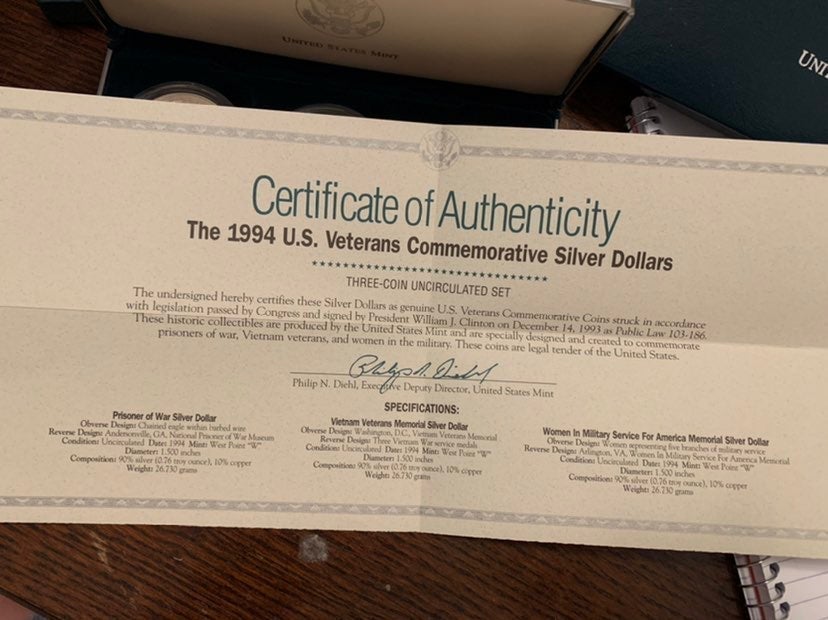 UNITED STATES MINT
UNI
Certificate of Authenticity
The 1994 U.S. Veterans Commemorative Silver Dollars
THREE-COIN UNCIRCULATED SET
The undersigned hereby certifies these Silver Dollars as genuine U.S. Veterans Commemorative Coins struck in accordance
with legislation passed by Congress and signed by President William J. Clinton on December 14, 1993 as Public Law 103-186.
These historic collectibles are produced by the United States Mint and are specially designed and created to commemorate
prisoners of war, Vietnam veterans, and women in the military. These coins are legal tender of the United States.
Philip N. Diehl
Philip N. Diehl, Executive Deputy Director, United States Mint
SPECIFICATIONS:
Prisoner of War Silver Dollar
Obverse Design: Chained eagle within barbed wire
Reverse Design: Andersonville, GA, National Prisoner of War Museum
Condition: Uncirculated Date: 1994 Mint: West Point "W"
Diameter: 1.500 inches
Composition: 90% silver (0.76 troy ounce), 10% copper
Weight: 26.730 grams
Vietnam Veterans Memorial Silver Dollar
Obverse Design: Washington, D.C., Vietnam Veterans Memorial
Reverse Design: Three Vietnam War service medals
Condition: Uncirculated Date: 1994 Mint: West Point "W"
Diameter: 1.500 inches
Composition: 90% silver (0.76 troy ounce), 10% copper
Weight: 26.730 grams
Women In Military Service For America Memorial Silver Dollar
Obverse Design: Women representing five branches of military service
Reverse Design: Arlington, VA, Women In Military Service For America Memorial
Condition: Uncirculated Date: 1994 Mint: West Point "W"
Diameter: 1.500 inches
Composition: 90% silver (0.76 troy ounce), 10% copper
Weight: 26.730 grams